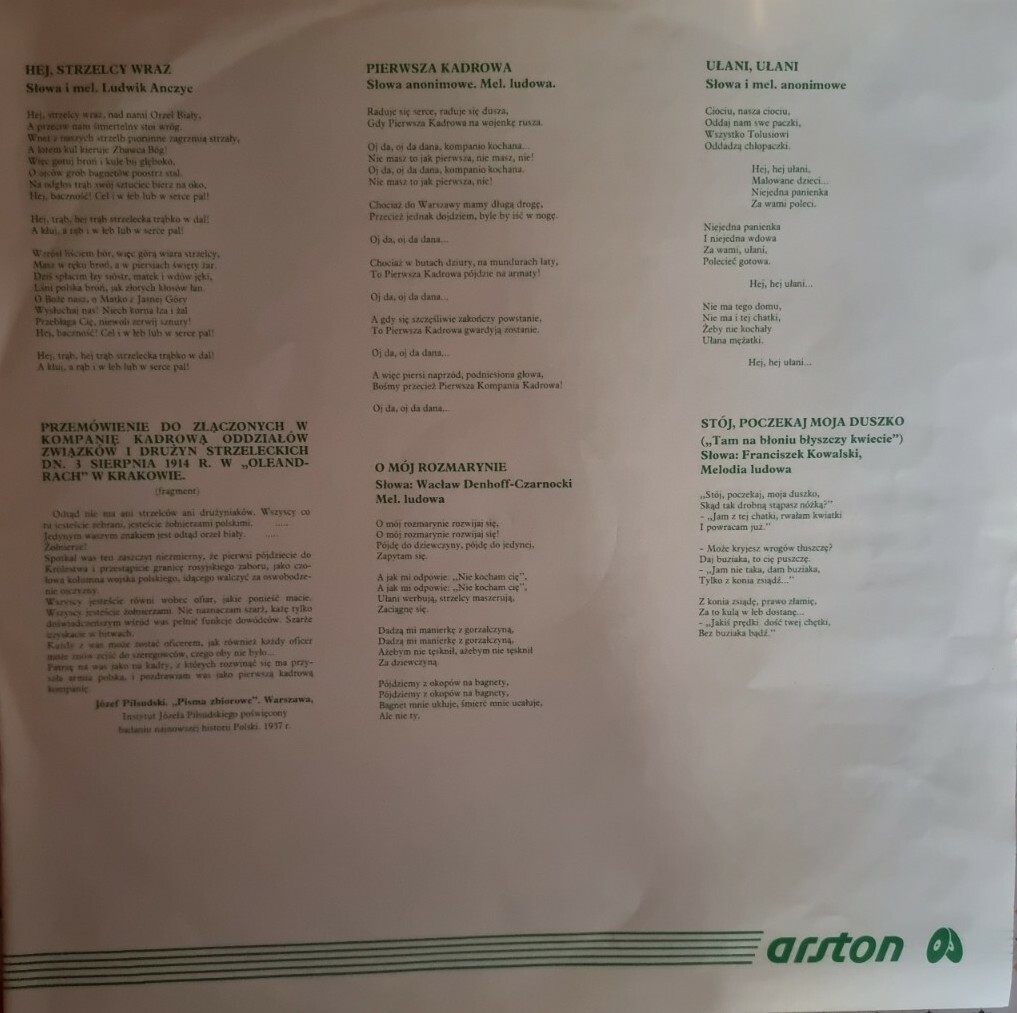 HEJ, STRZELCY WRAZ
Słowa i mel. Ludwik Anczyc
Hej, strzelcy wraz, nad nami Orzeł Biały,
A przeciw nam śmiertelny stoi wróg.
Wnet z naszych strzelb piorunne zagrzmią strzały,
A lotem kul kieruje Zbawca Bóg!
Więc gotuj broń i kule bij głęboko,
O ojców grób bagnetów poostrz stal.
Na odgłos trąb swój sztuciec bierz na oko,
Hej, baczność! Cel i w łeb lub w serce pal!
Hej, trąb, hej trąb strzelecka trąbko w dal!
A kłuj, a rąb i w łeb lub w serce pal!
Wzrósł liściem bór, więc górą wiara strzelcy,
Masz w ręku broń, a w piersiach święty żar.
Dziś spłacim łzy sióstr, matek i wdów jęki,
Lśni polska broń, jak złotych kłosów łan.
O Boże nasz, o Matko z Jasnej Góry
Wysłuchaj nas! Niech korna łza i żal
Przebłaga Cię, niewoli zerwij sznury!
Hej, baczność! Cel i w łeb lub w serce pal!
Hej, trąb, hej trąb strzelecka trąbko w dal!
A kłuj, a rąb i w łeb lub w serce pal!
PRZEMÓWIENIE DO ZŁĄCZONYCH W
KOMPANIĘ KADROWĄ ODDZIAŁÓW
ZWIĄZKÓW I DRUŻYN STRZELECKICH
DN. 3 SIERPNIA 1914 R. W „OLEAND-
RACH” W KRAKOWIE.
(fragment)
Odtąd nie ma ani strzelców ani drużyniaków. Wszyscy co
tu jesteście zebrani, jesteście żołnierzami polskimi. .....
Jedynym waszym znakiem jest odtąd orzeł biały. .....
Żołnierze!
Spotkał was ten zaszczyt niezmierny, że pierwsi pójdziecie do
Królestwa i przestąpicie granicę rosyjskiego zaboru, jako czo-
łowa kolumna wojska polskiego, idącego walczyć za oswobodze-
nie ojczyzny.
Wszyscy jesteście równi wobec ofiar, jakie ponieść macie.
Wszyscy jesteście żołnierzami. Nie naznaczam szarż, każę tylko
doświadczeńszym wśród was pełnić funkcje dowódców. Szarże
uzyskacie w bitwach.
Każdy z was może zostać oficerem, jak również każdy oficer
może znów zejść do szeregowców, czego oby nie było...
Patrzę na was jako na kadry, z których rozwinąć się ma przy-
szła armia polska, i pozdrawiam was jako pierwszą kadrową
kompanię.
Józef Piłsudski. „Pisma zbiorowe”. Warszawa,
Instytut Józefa Piłsudskiego poświęcony
badaniu najnowszej historii Polski. 1937 r.
PIERWSZA KADROWA
Słowa anonimowe. Mel. ludowa.
Raduje się serce, raduje się dusza,
Gdy Pierwsza Kadrowa na wojenkę rusza.
Oj da, oj da dana, kompanio kochana...
Nie masz to jak pierwsza, nie masz, nie!
Oj da, oj da dana, kompanio kochana.
Nie masz to jak pierwsza, nie!
Chociaż do Warszawy mamy długą drogę,
Przecież jednak dojdziem, byle by iść w nogę.
Oj da, oj da dana...
Chociaż w butach dziury, na mundurach łaty,
To Pierwsza Kadrowa pójdzie na armaty!
Oj da, oj da dana...
A gdy się szczęśliwie zakończy powstanie,
To Pierwsza Kadrowa gwardyją zostanie.
Oj da, oj da dana...
A więc piersi naprzód, podniesiona głowa,
Bośmy przecież Pierwsza Kompania Kadrowa!
Oj da, oj da dana...
O MÓJ ROZMARYNIE
Słowa: Wacław Denhoff-Czarnocki
Mel. ludowa
O mój rozmarynie rozwijaj się,
O mój rozmarynie rozwijaj się!
Pójdę do dziewczyny, pójdę do jedynej,
Zapytam się.
A jak mi odpowie: „Nie kocham cię”,
A jak mi odpowie: „Nie kocham cię”,
Ułani werbują, strzelcy maszerują,
Zaciągnę się.
Dadzą mi manierkę z gorzałczyną,
Dadzą mi manierkę z gorzałczyną,
Ażebym nie tęsknił, ażebym nie tęsknił
Za dziewczyną.
Pójdziemy z okopów na bagnety,
Pójdziemy z okopów na bagnety,
Bagnet mnie ukłuje, śmierć mnie ucałuje,
Ale nie ty.
UŁANI, UŁANI
Słowa i mel. anonimowe
Ciociu, nasza ciociu,
Oddaj nam swe paczki,
Wszystko Tolusiowi
Oddadzą chłopaczki.
Hej, hej ułani,
Malowane dzieci...
Niejedna panienka
Za wami poleci.
Niejedna panienka
I niejedna wdowa
Za wami, ułani,
Polecieć gotowa.
Hej, hej ułani...
Nie ma tego domu,
Nie ma i tej chatki,
Żeby nie kochały
Ułana mężatki.
Hej, hej ułani...
STÓJ, POCZEKAJ MOJA DUSZKO
(„Tam na błoniu błyszczy kwiecie”)
Słowa: Franciszek Kowalski,
Melodia ludowa
„Stój, poczekaj, moja duszko,
Skąd tak drobną stąpasz nóżką?”
- „Jam z tej chatki, rwałam kwiatki
I powracam już.”
- Może kryjesz wrogów tłuszczę?
Daj buziaka, to cię puszczę.
- „Jam nie taka, dam buziaka,
Tylko z konia zsiądź...”
Z konia zsiądę, prawo złamię,
Za to kulą w łeb dostanę...
- „Jakiś prędki, dość twej chętki,
Bez buziaka bądź.”
arston